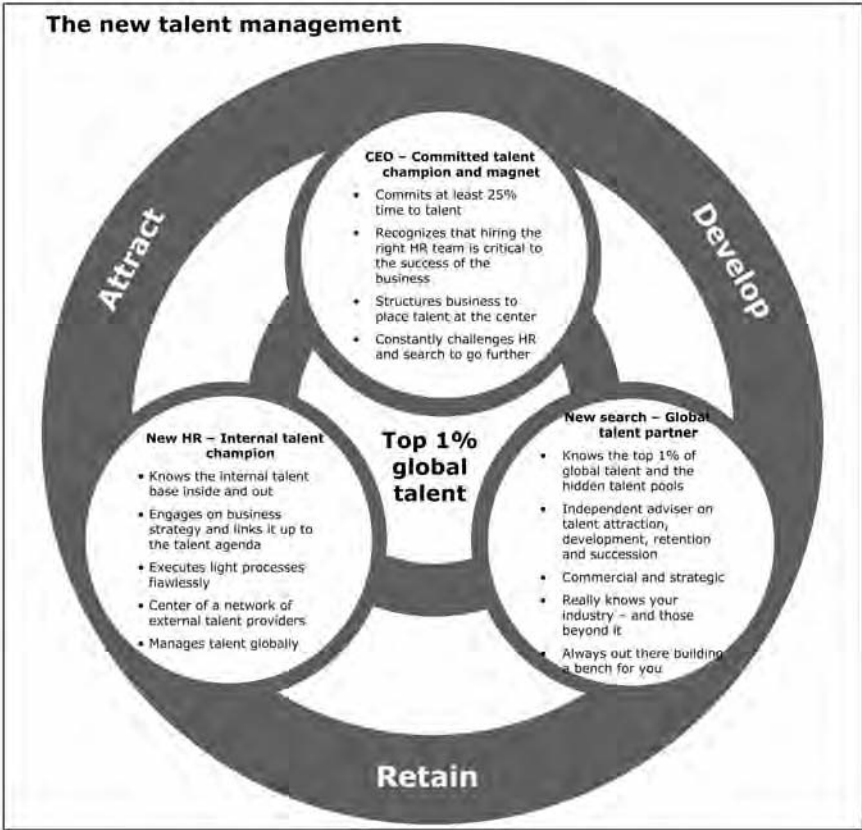 The new talent management
Attract
Develop
CEO – Committed talent
champion and magnet
• Commits at least 25%
time to talent
• Recognizes that hiring the
right HR team is critical to
the success of the
business
• Structures business to
place talent at the center
• Constantly challenges HR
and search to go further
New HR – Internal talent
champion
• Knows the internal talent
base inside and out
• Engages on business
strategy and links it up to
the talent agenda
• Executes light processes
flawlessly
• Center of a network of
external talent providers
• Manages talent globally
Top 1%
global
talent
New search – Global
talent partner
• Knows the top 1% of
global talent and the
hidden talent pools
• Independent adviser on
talent attraction,
development, retention
and succession
• Commercial and strategic
• Really knows your
industry – and those
beyond it
• Always out there building
a bench for you
Retain